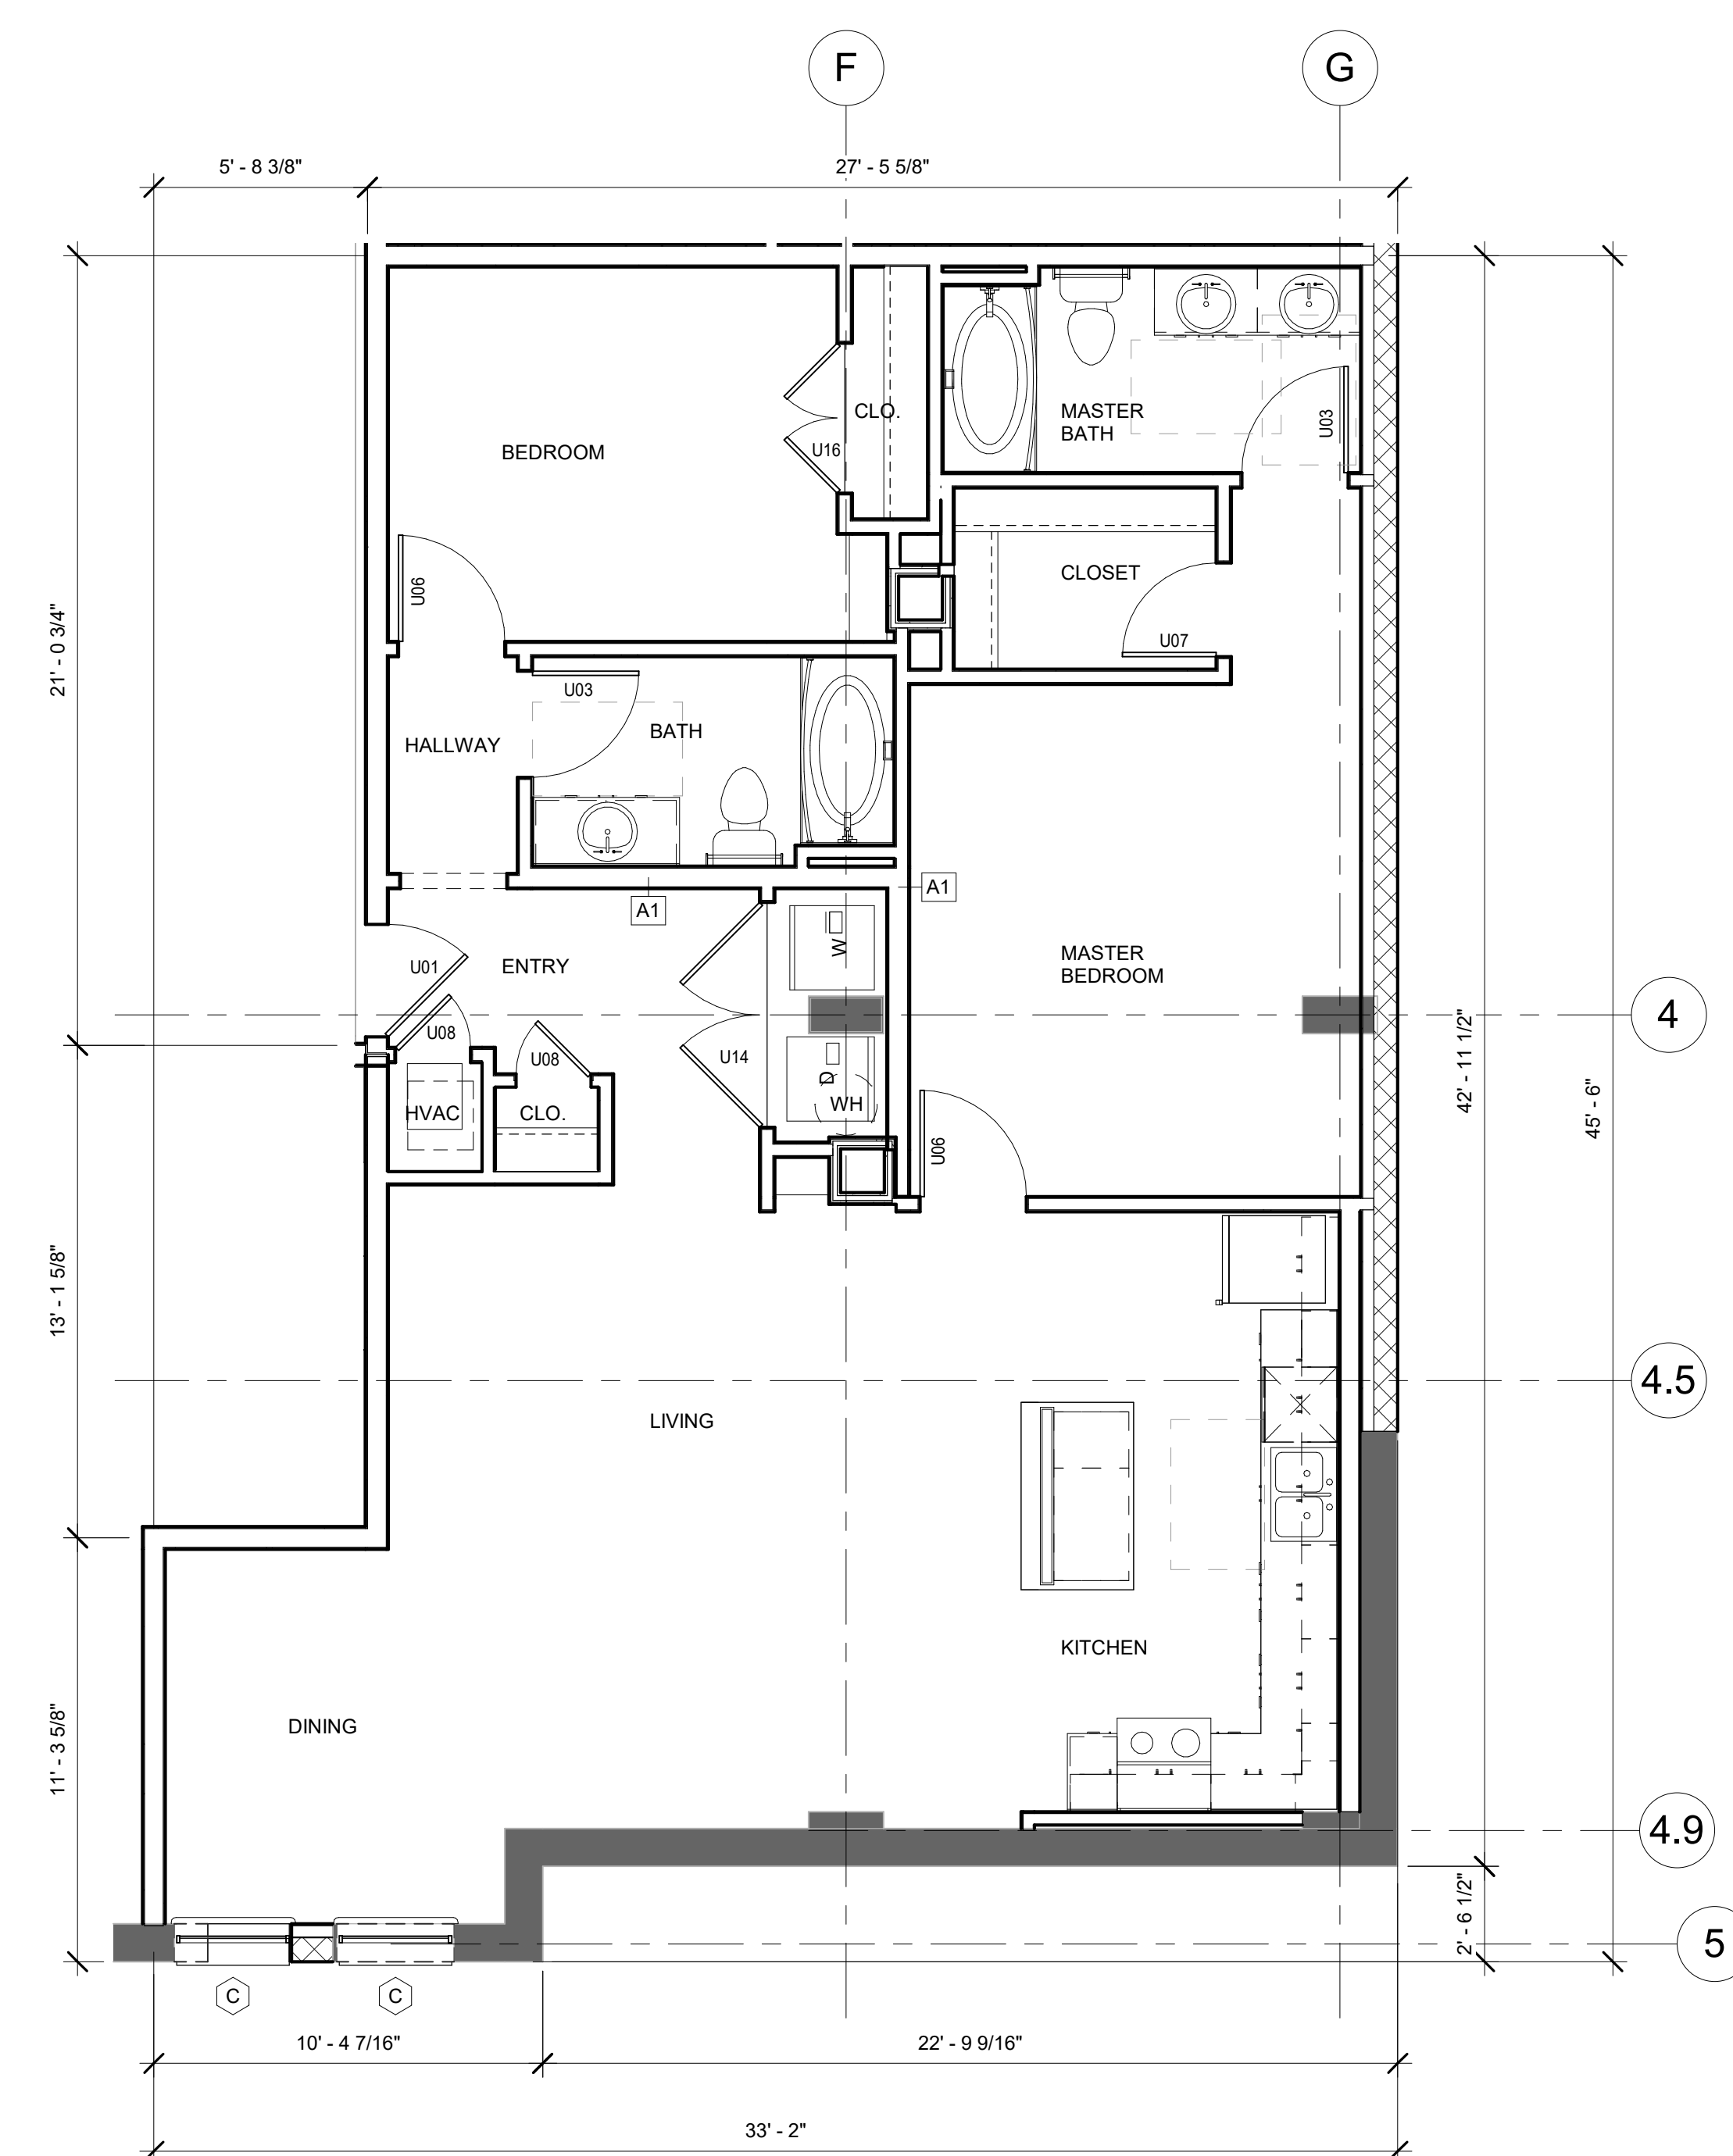 F
G
5' - 8 3/8"
27' - 5 5/8"
21' - 0 3/4"
13' - 1 5/8"
11' - 3 5/8"
BEDROOM
U16
CLO.
MASTER
BATH
U03
U06
CLOSET
U07
U03
BATH
HALLWAY
A1
A1
W
U01
ENTRY
MASTER
BEDROOM
4
U08
U08
U14
D
WH
HVAC
CLO.
U06
42' - 11 1/2"
45' - 6"
4.5
LIVING
KITCHEN
DINING
4.9
2' - 6 1/2"
5
C
C
10' - 4 7/16"
22' - 9 9/16"
33' - 2"